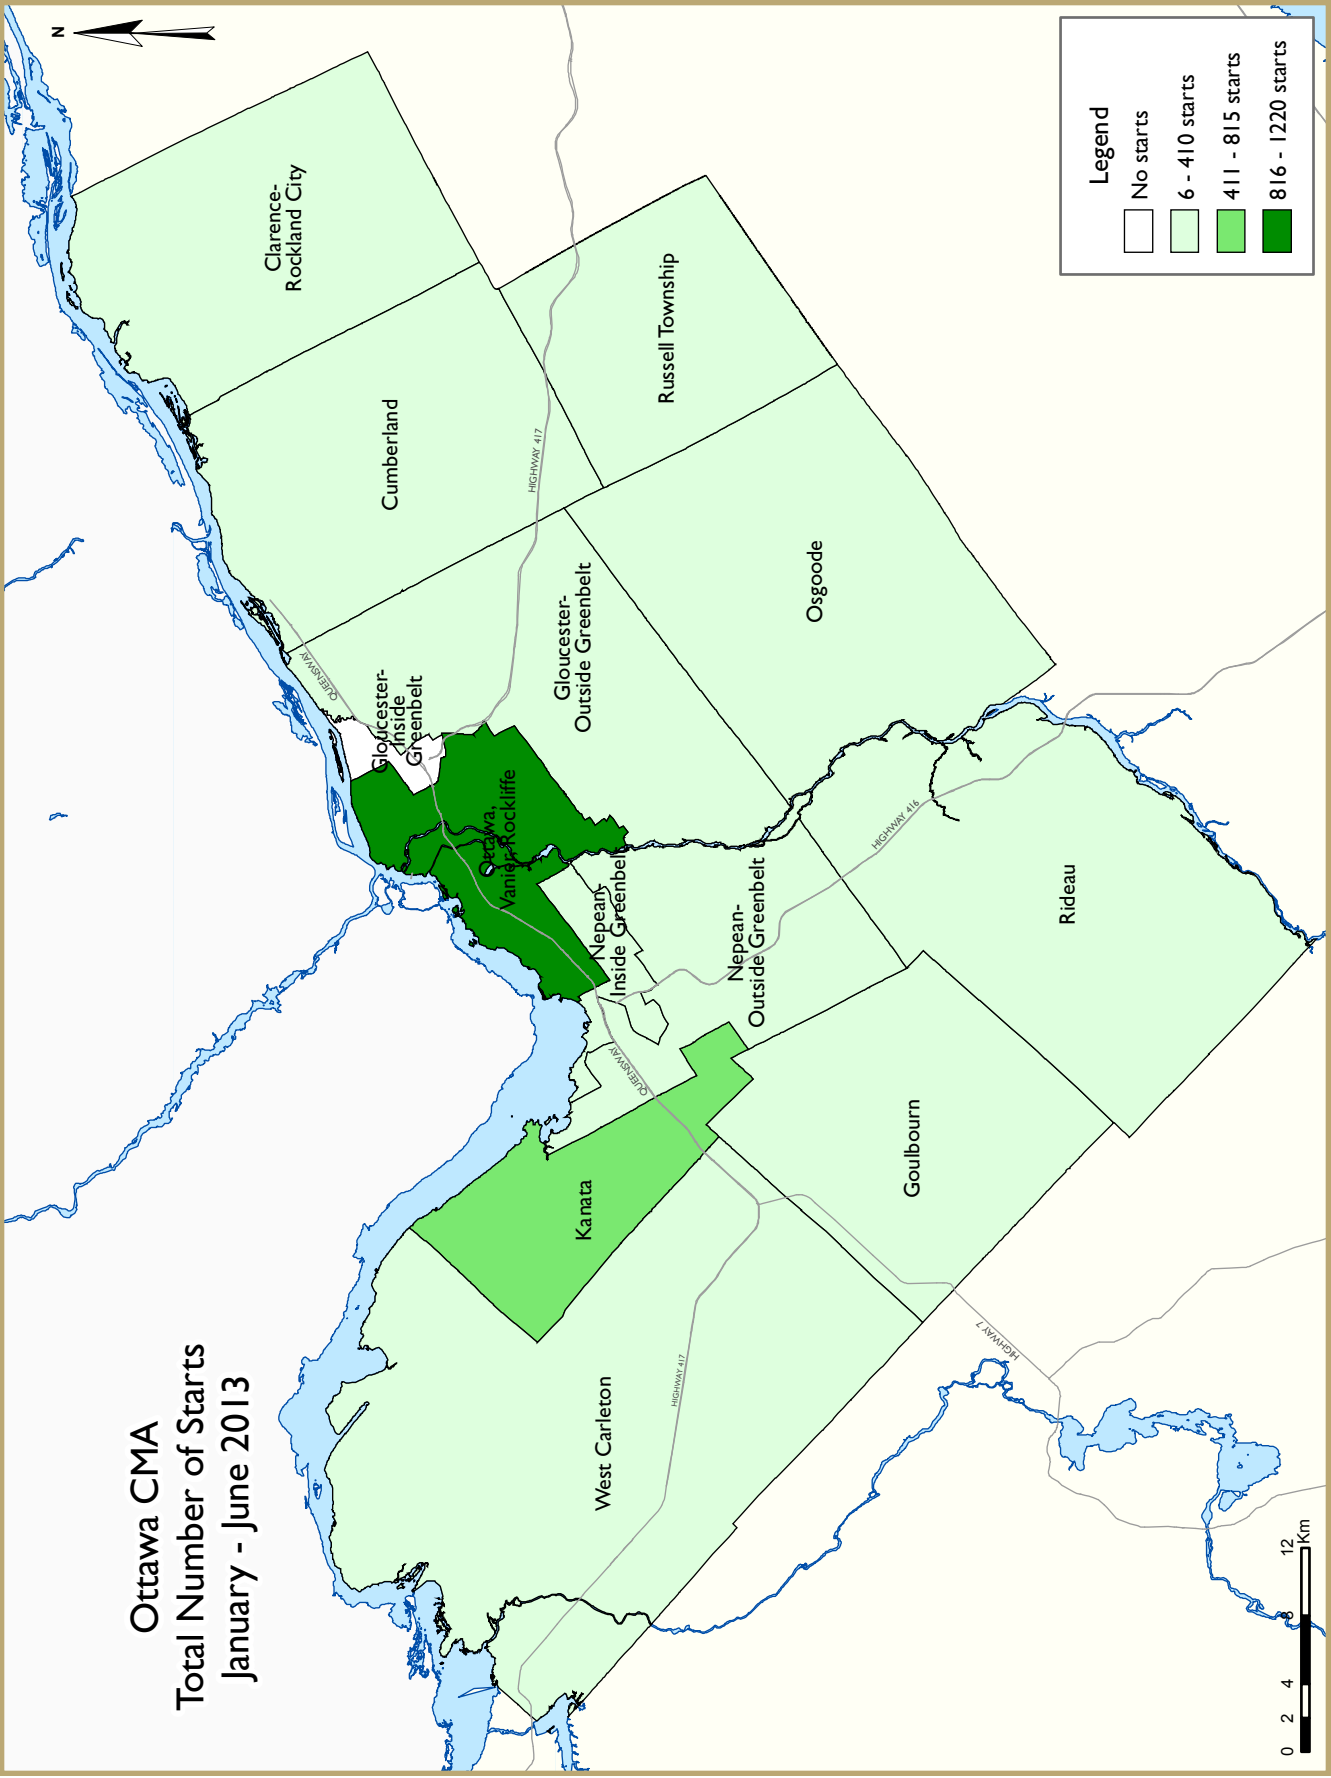 Ottawa CMA
Total Number of Starts
January - June 2013
N
Clarence-
Rockland City
Cumberland
Russell Township
HIGHWAY 417
QUEENSWAY
Gloucester-
Inside
Greenbelt
Gloucester-
Outside Greenbelt
Osgoode
Ottawa,
Vanier, Rockliffe
Nepean-
Inside Greenbelt
Nepean-
Outside Greenbelt
HIGHWAY 416
Rideau
QUEENSWAY
Kanata
Goulbourn
West Carleton
HIGHWAY 417
HIGHWAY 7
Legend
No starts
6 - 410 starts
411 - 815 starts
816 - 1220 starts
0 2 4 8 12
Km